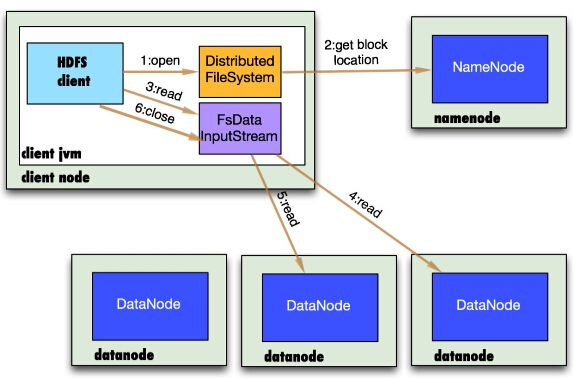 HDFS
client
1:open
Distributed
FileSystem
2:get block
location
NameNode
namenode
3:read
6:close
FsData
InputStream
client jvm
client node
5:read
4:read
DataNode
datanode
DataNode
datanode
DataNode
datanode